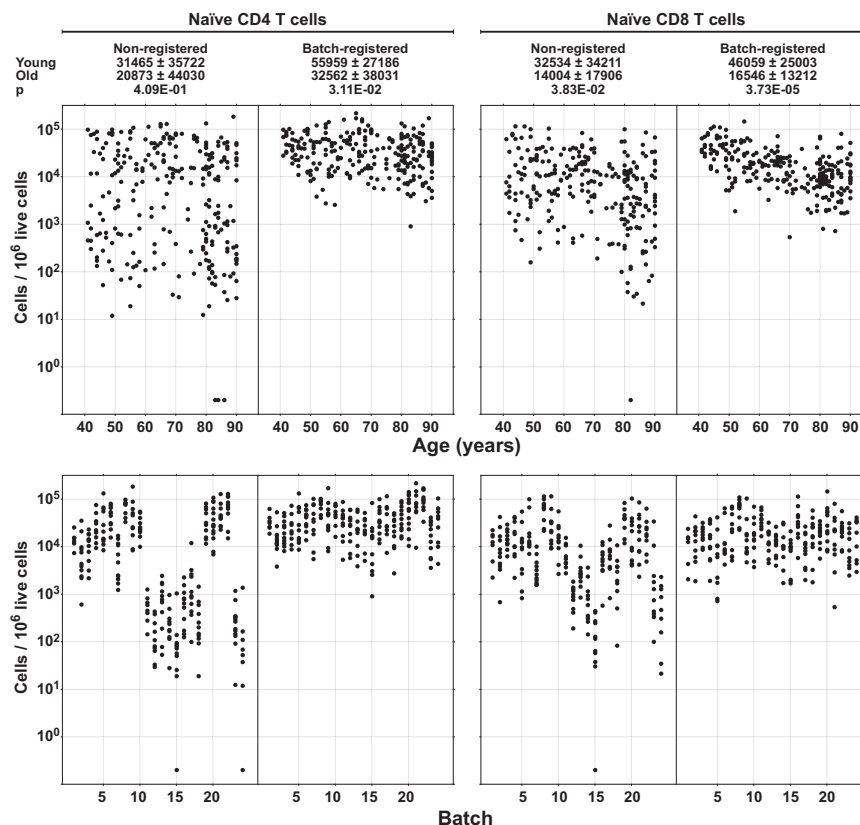 Naïve CD4 T cells Naïve CD8 T cells
Non-registered Batch-registered Non-registered Batch-registered
Young 31465 ± 35722 55959 ± 27186 32534 ± 34211 46059 ± 25003
Old 20873 ± 44030 32562 ± 38031 14004 ± 17906 16546 ± 13212
p 4.09E-01 3.11E-02 3.83E-02 3.73E-05
Cells / 10⁶ live cells
10⁵
10⁴
10³
10²
10¹
10⁰
40 50 60 70 80 90 40 50 60 70 80 90 40 50 60 70 80 90 40 50 60 70 80 90
Age (years)
Cells / 10⁶ live cells
10⁵
10⁴
10³
10²
10¹
10⁰
5 10 15 20 5 10 15 20 5 10 15 20 5 10 15 20
Batch